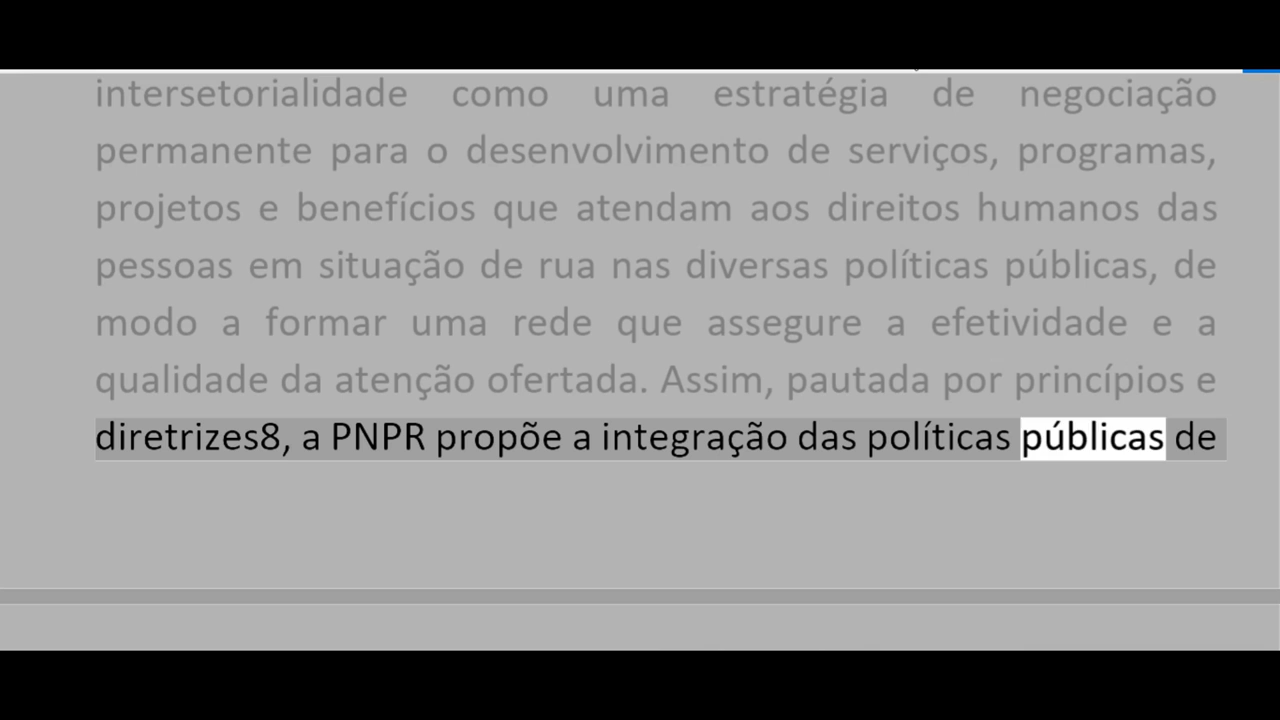 intersetorialidade como uma estratégia de negociação
permanente para o desenvolvimento de serviços, programas,
projetos e benefícios que atendam aos direitos humanos das
pessoas em situação de rua nas diversas políticas públicas, de
modo a formar uma rede que assegure a efetividade e a
qualidade da atenção ofertada. Assim, pautada por princípios e
diretrizes8, a PNPR propõe a integração das políticas públicas de